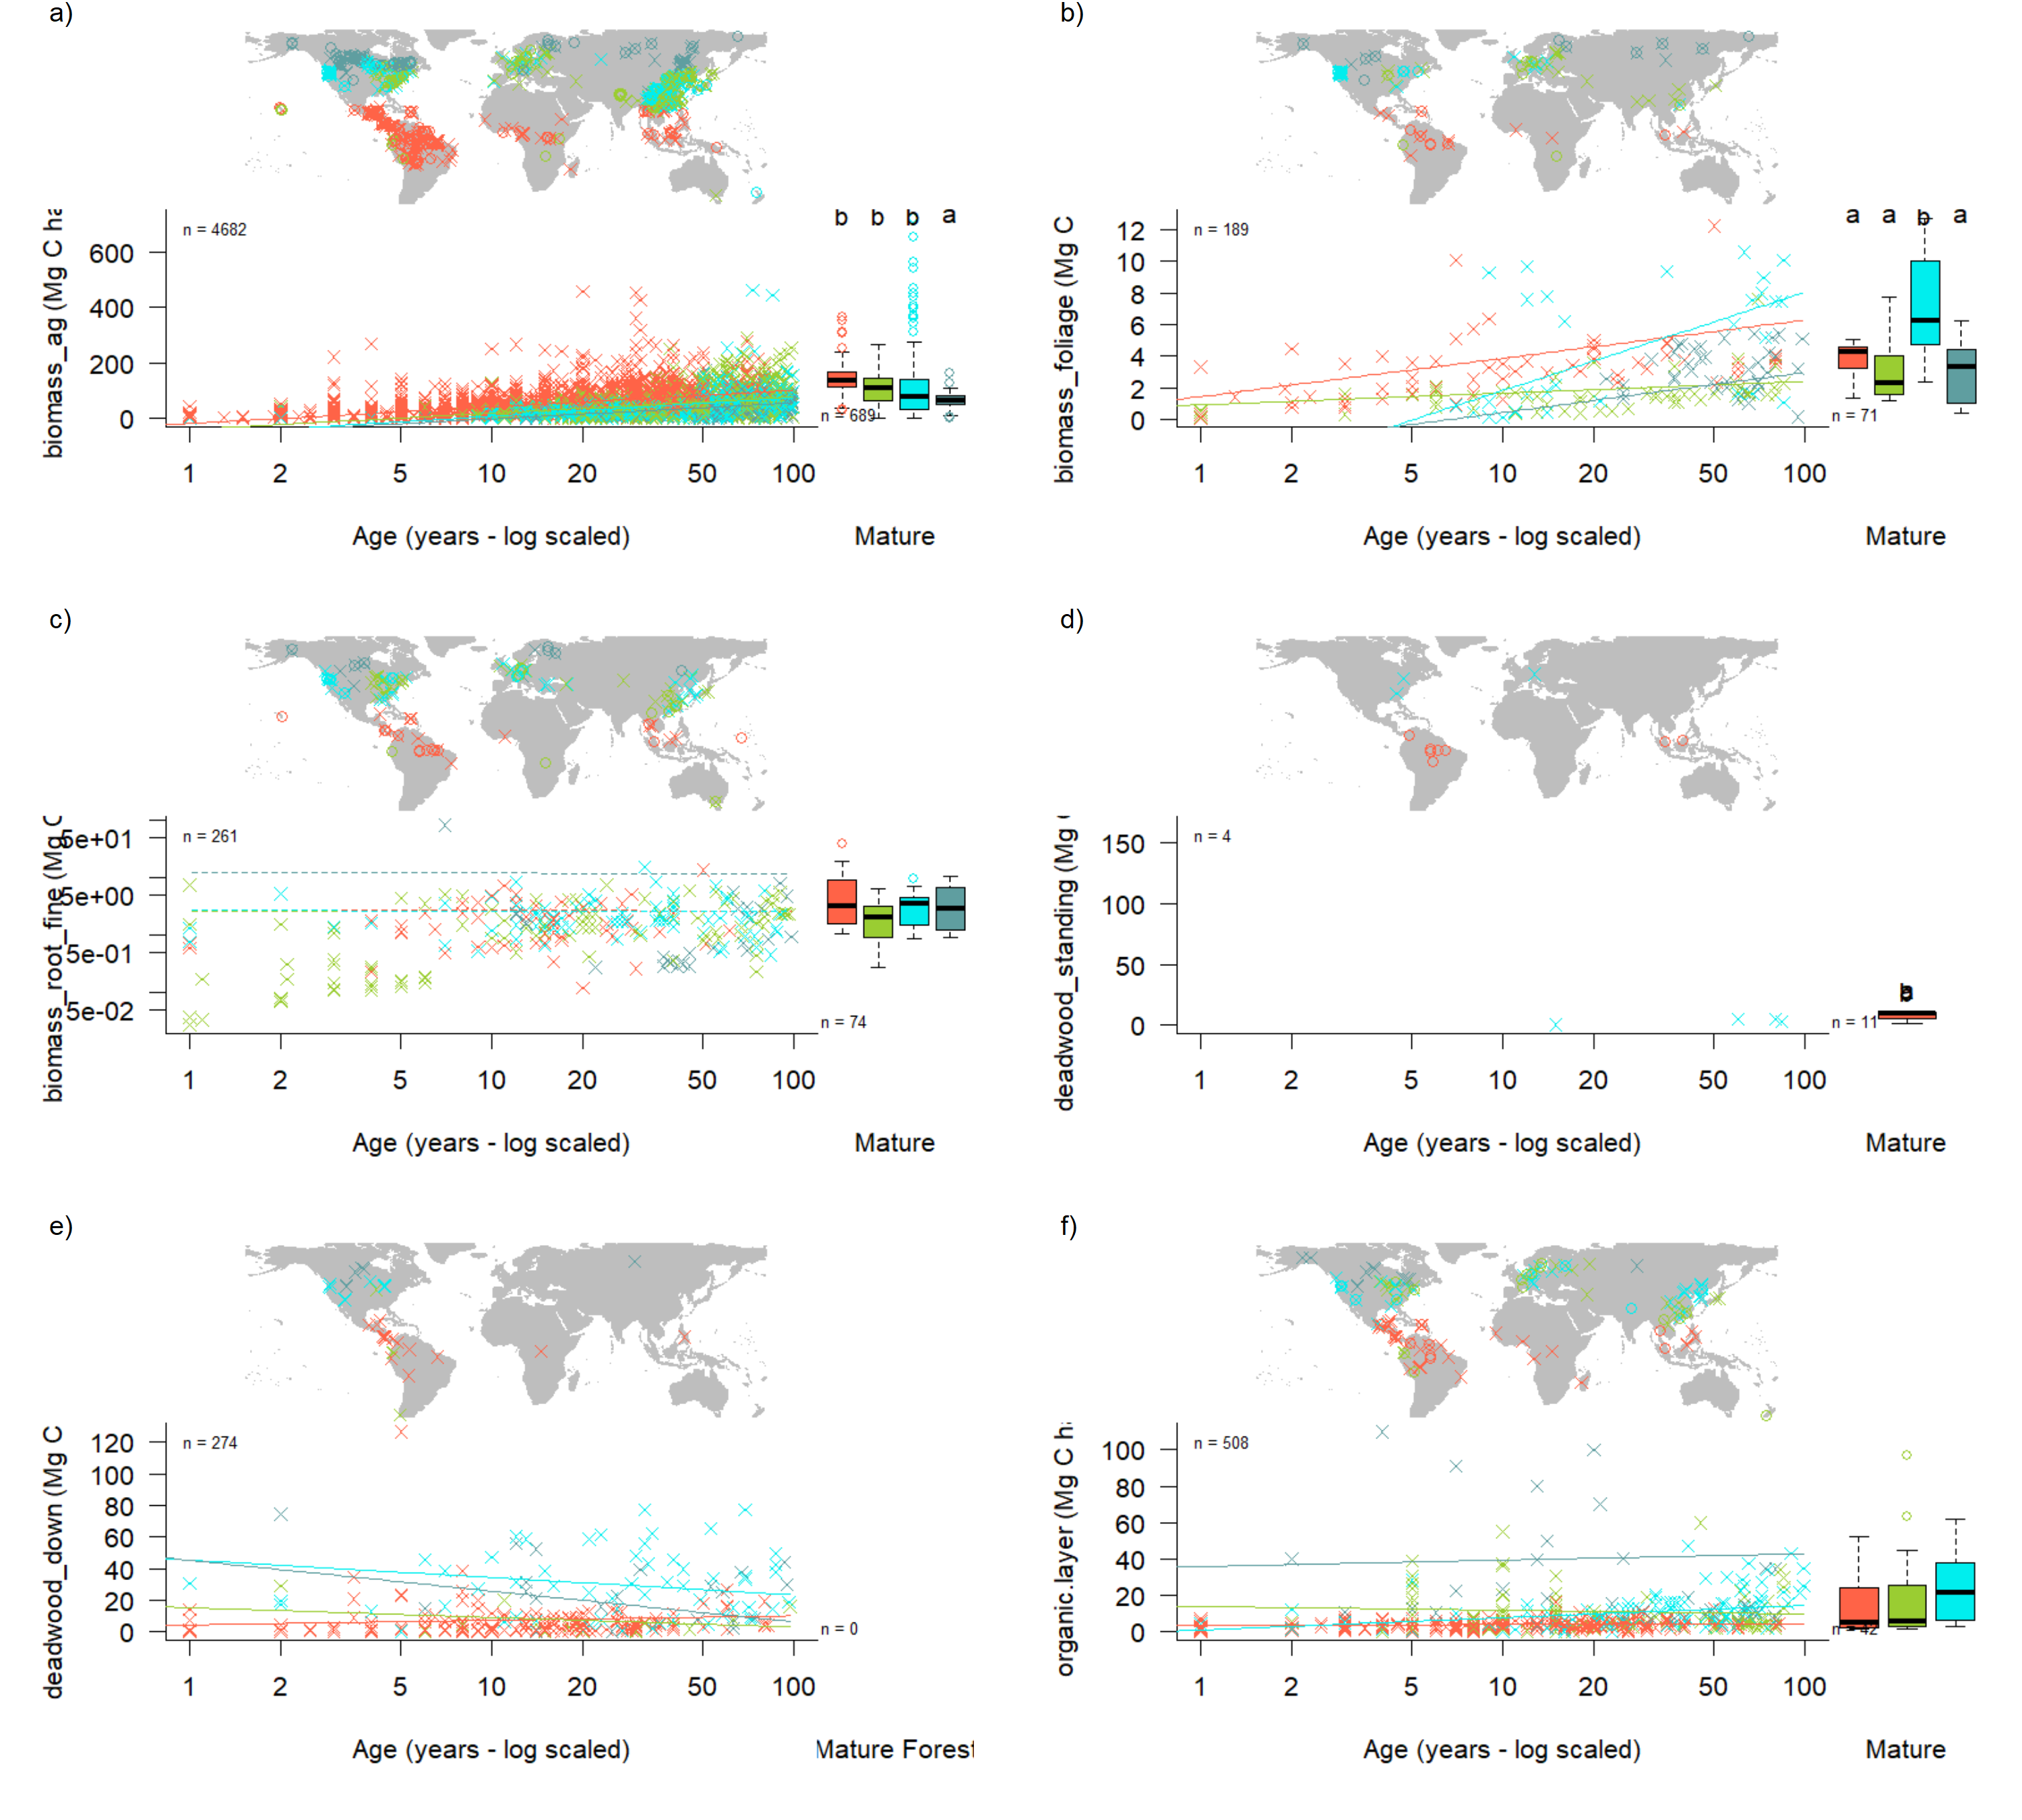 a)
b b b a
n = 4682
600
400
200
0
n = 689
biomass_ag (Mg C ha
1 2 5 10 20 50 100
Age (years - log scaled)
Mature
b)
a a b a
n = 189
12
10
8
6
4
2
0
n = 71
biomass_foliage (Mg C
1 2 5 10 20 50 100
Age (years - log scaled)
Mature
c)
n = 261
5e+01
5e+00
5e-01
5e-02
n = 74
biomass_root_fine (Mg C
1 2 5 10 20 50 100
Age (years - log scaled)
Mature
d)
n = 4
150
100
50
0
n = 11
deadwood_standing (Mg
1 2 5 10 20 50 100
Age (years - log scaled)
Mature
e)
n = 274
120
100
80
60
40
20
0
n = 0
deadwood_down (Mg C
1 2 5 10 20 50 100
Age (years - log scaled)
Mature Forest
f)
n = 508
100
80
60
40
20
0
n = 42
organic.layer (Mg C h
1 2 5 10 20 50 100
Age (years - log scaled)
Mature